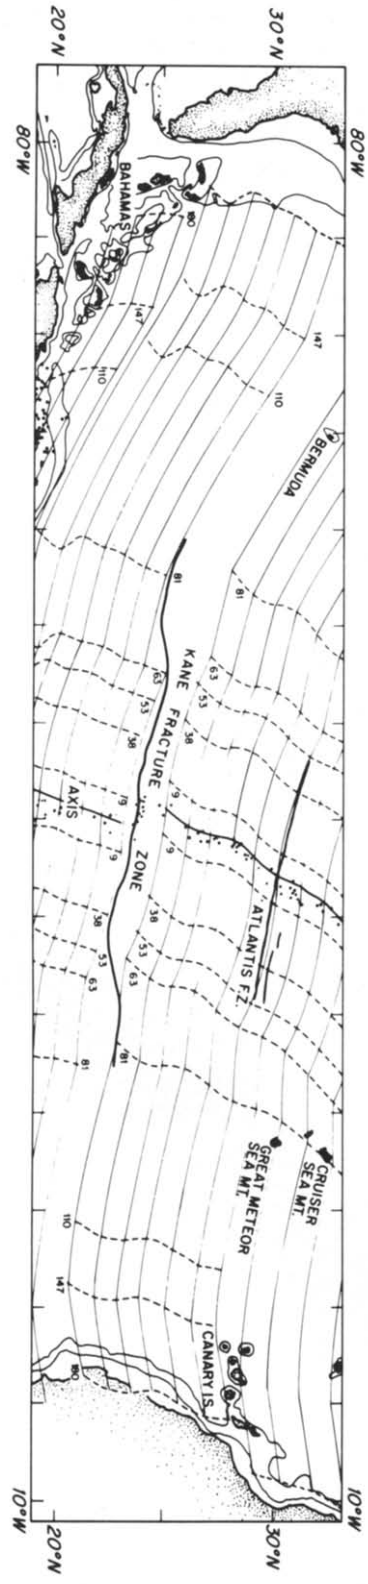 20°N
30°N
80°W
80°W
BAHAMAS
180
147
147
110
110
BERMUDA
81
81
KANE FRACTURE ZONE
63
63
53
53
38
38
9
9
AXIS
9
9
ATLANTIS F.Z.
38
38
53
53
63
63
81
81
CRUISER
SEA MT.
GREAT METEOR
SEA MT.
110
147
CANARY IS.
180
10°W
10°W
20°N
30°N